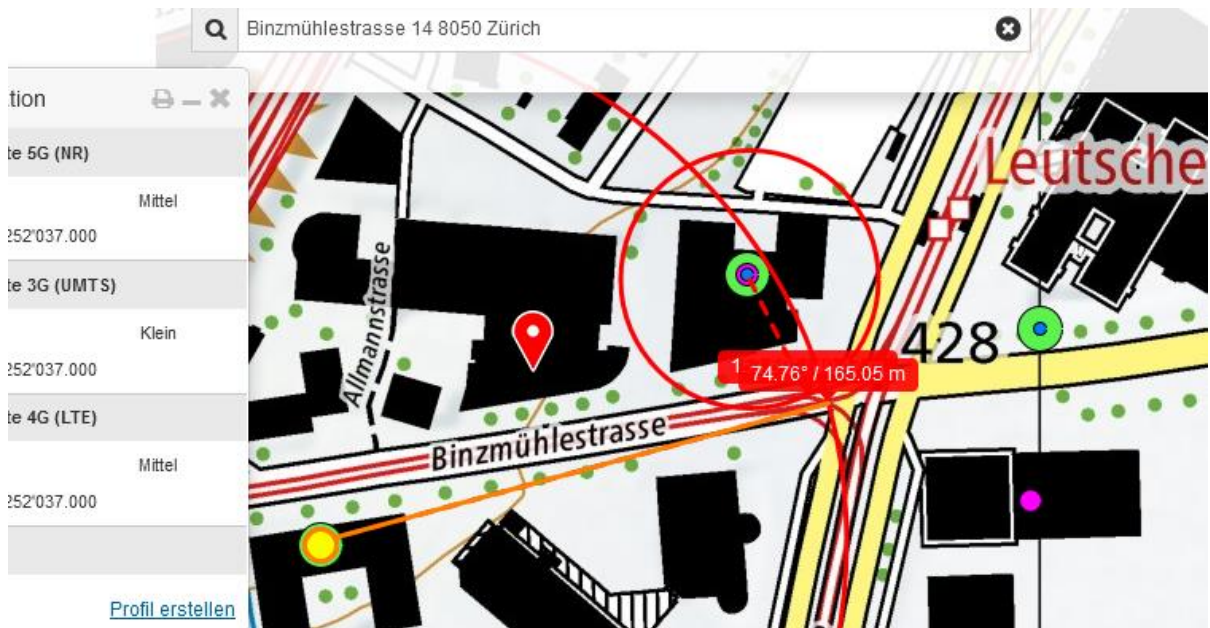 Binzmühlestrasse 14 8050 Zürich
tion
te 5G (NR)
Mittel
252'037.000
te 3G (UMTS)
Klein
252'037.000
te 4G (LTE)
Mittel
252'037.000
Profil erstellen
Leutsche
Allmannstrasse
428
1
74.76° / 165.05 m
Binzmühlestrasse